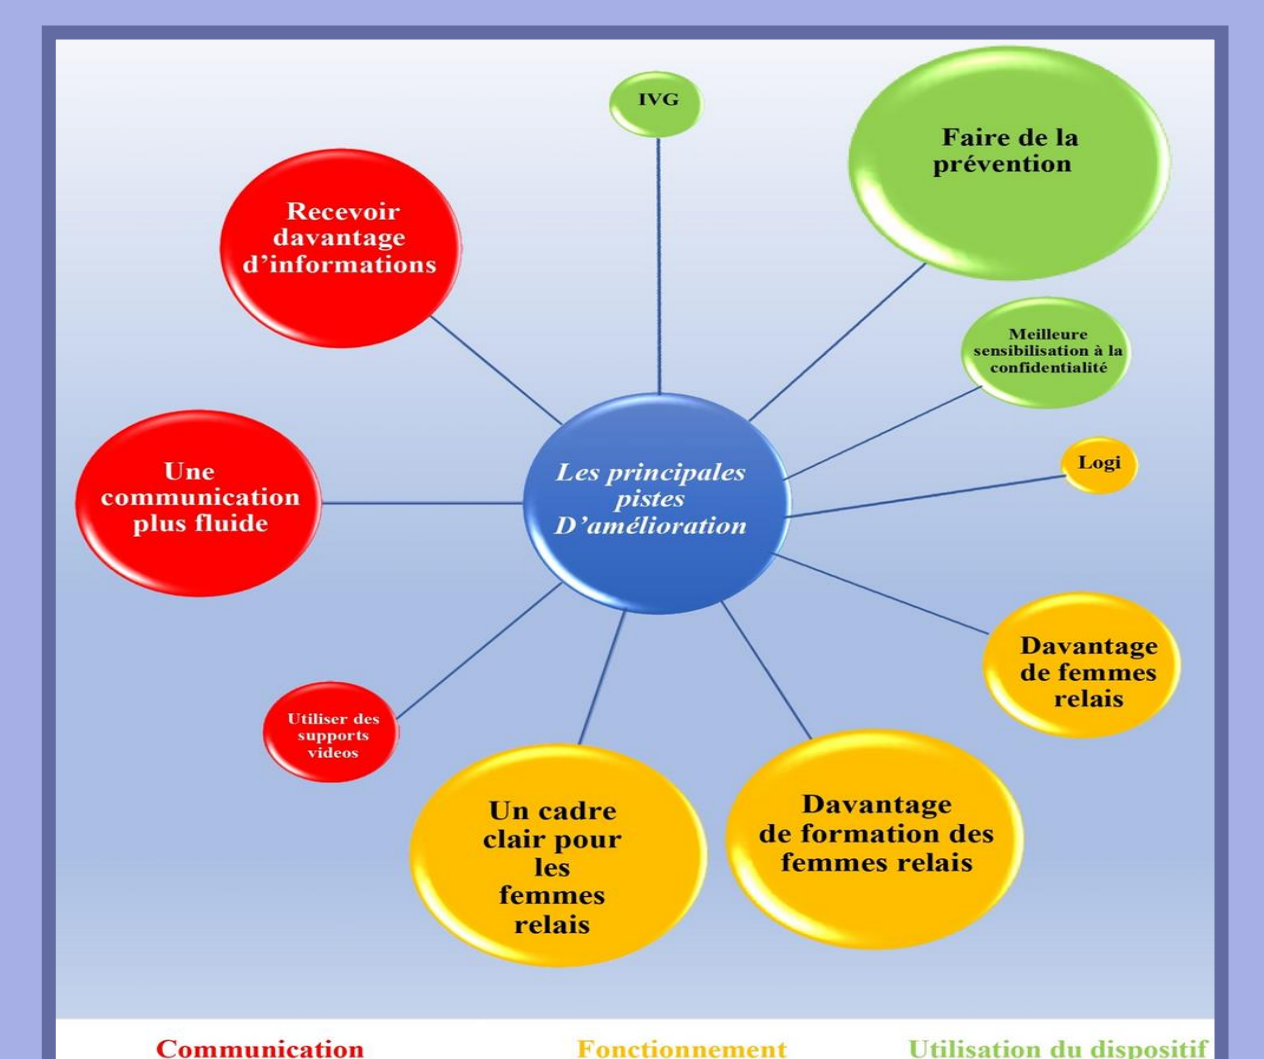 IVG
Faire de la
prévention
Recevoir
davantage
d’informations
Meilleure
sensibilisation à la
confidentialité
Logi
Une
communication
plus fluide
Les principales
pistes
D’amélioration
Davantage
de femmes
relais
Utiliser des
supports
videos
Un cadre
clair pour
les
femmes
relais
Davantage
de formation des
femmes relais
Communication
Fonctionnement
Utilisation du dispositif